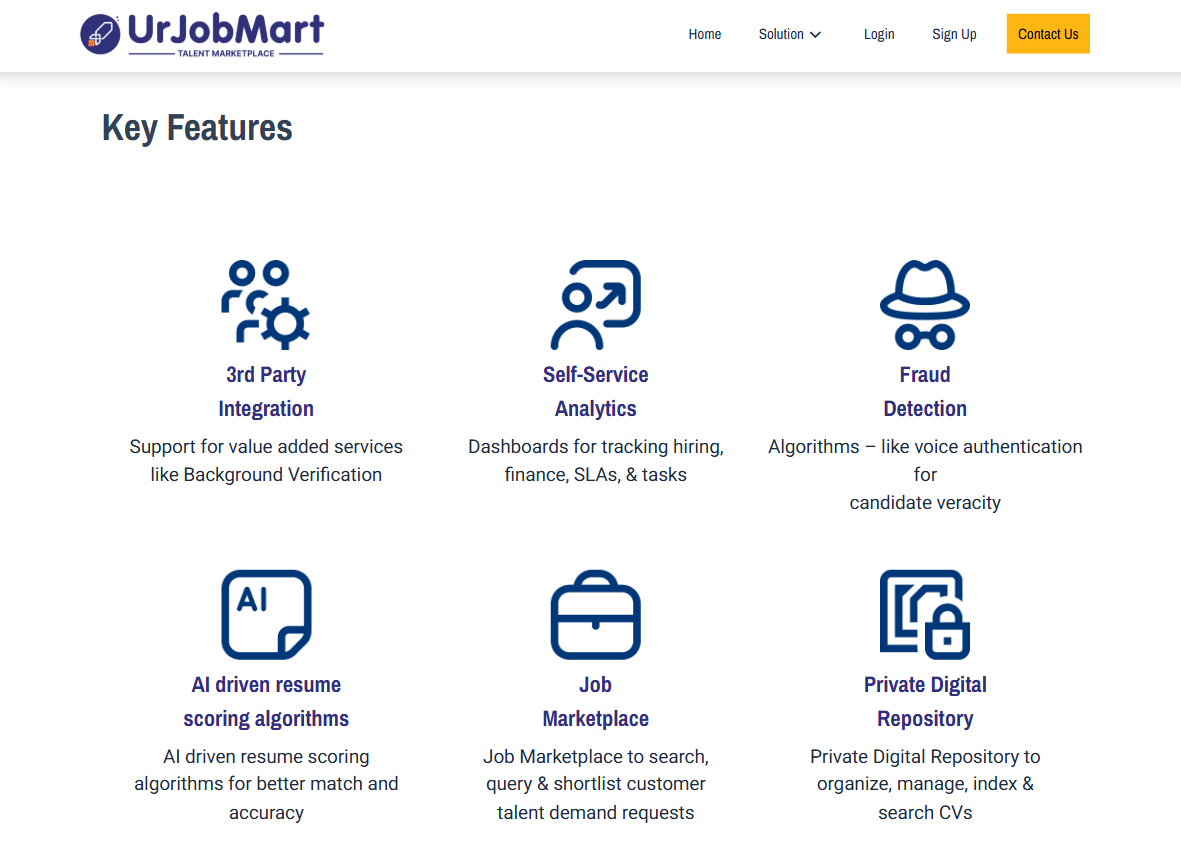 UrJobMart
TALENT MARKETPLACE
Home
Solution
Login
Sign Up
Contact Us
Key Features
3rd Party
Integration
Support for value added services
like Background Verification
Self-Service
Analytics
Dashboards for tracking hiring,
finance, SLAs, & tasks
Fraud
Detection
Algorithms – like voice authentication
for
candidate veracity
AI
AI driven resume
scoring algorithms
AI driven resume scoring
algorithms for better match and
accuracy
Job
Marketplace
Job Marketplace to search,
query & shortlist customer
talent demand requests
Private Digital
Repository
Private Digital Repository to
organize, manage, index &
search CVs